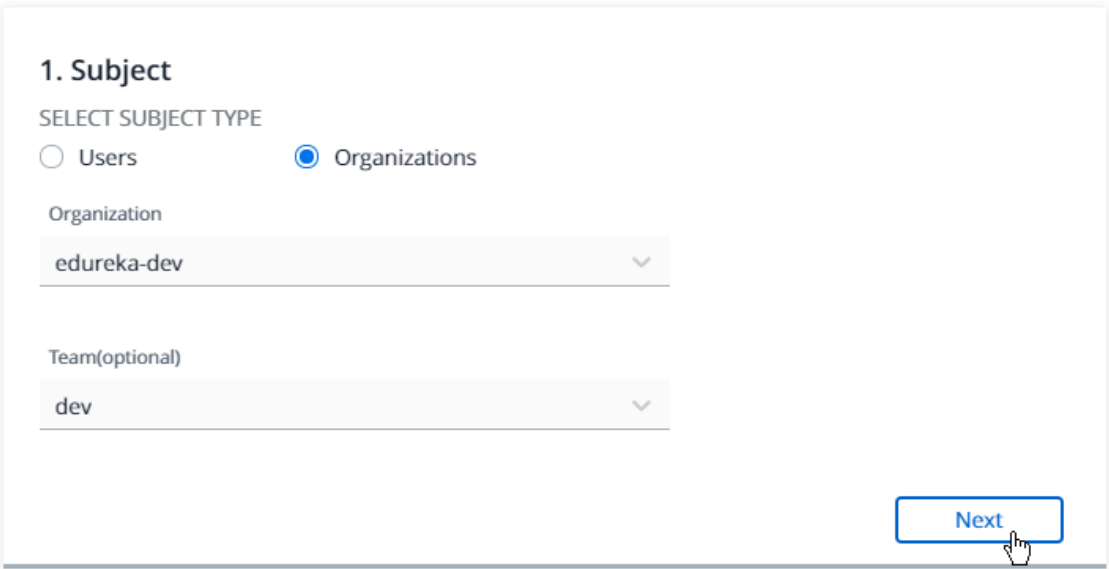 1. Subject
SELECT SUBJECT TYPE
Users Organizations
Organization
edureka-dev
Team(optional)
dev
Next